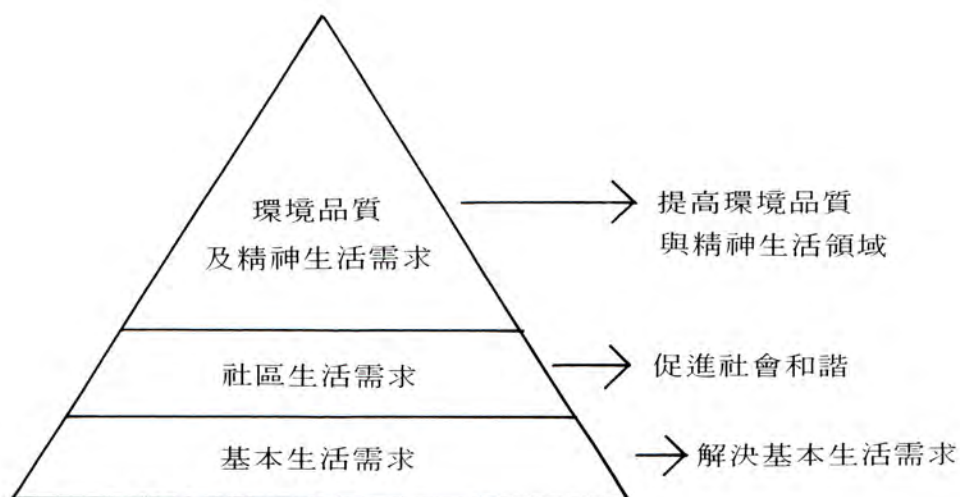 環境品質
及精神生活需求
提高環境品質
與精神生活領域
社區生活需求
促進社會和諧
基本生活需求
解決基本生活需求